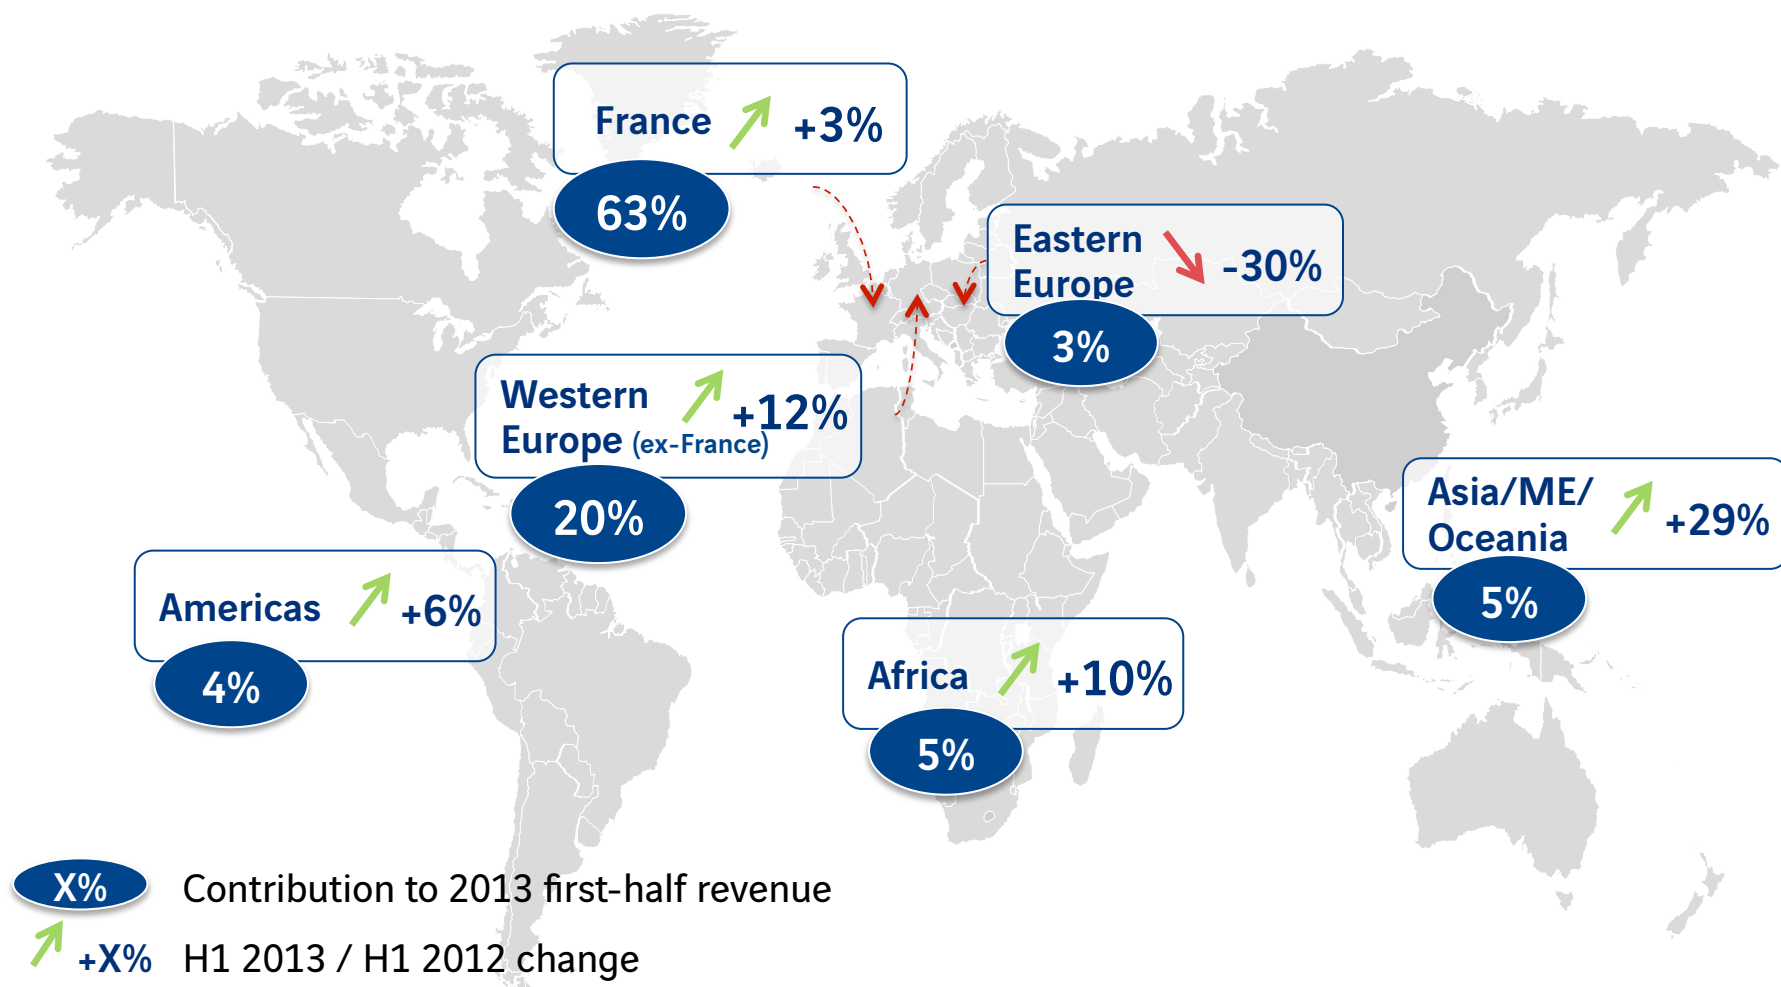 France +3%
63%
Eastern
Europe -30%
3%
Western
Europe (ex-France) +12%
20%
Asia/ME/
Oceania +29%
5%
Americas +6%
4%
Africa +10%
5%
X% Contribution to 2013 first-half revenue
+X% H1 2013 / H1 2012 change